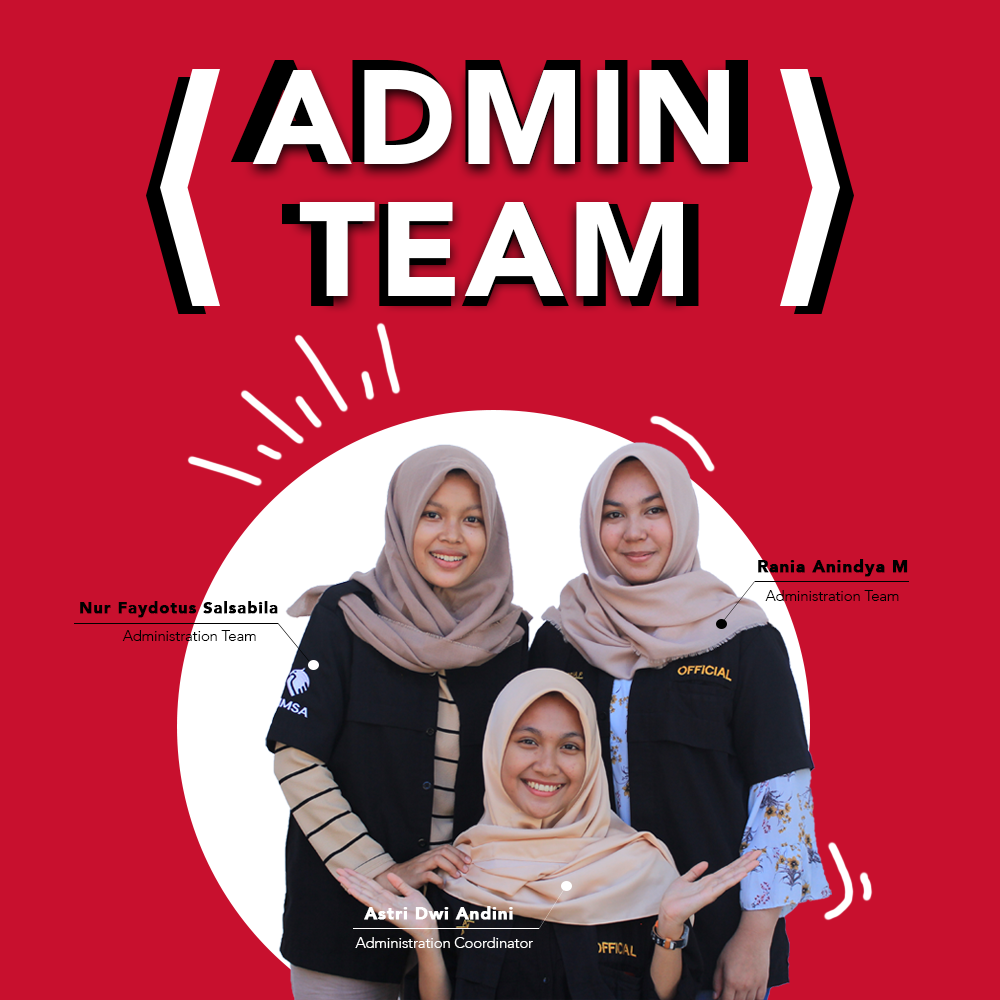 ADMIN
TEAM
Rania Anindya M
Administration Team
Nur Faydotus Salsabila
Administration Team
OFFICIAL
MSA
Astri Dwi Andini
Administration Coordinator
OFFICIAL